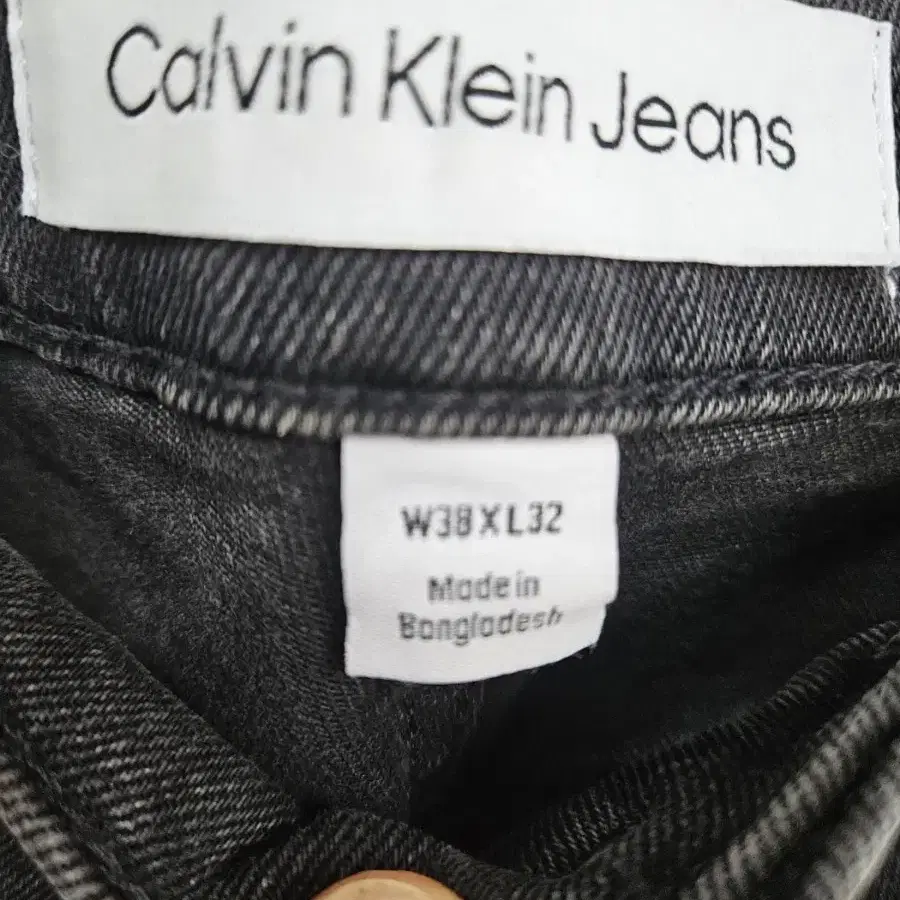 Calvin Klein Jeans
W38 X L32
Made in
Bangladesh